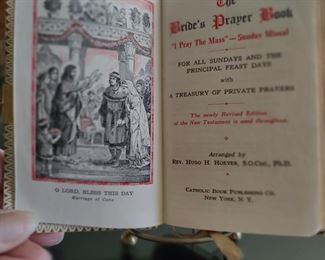 The
Bride's Prayer Book
"I Pray The Mass" — Sunday Missal
FOR ALL SUNDAYS AND THE
PRINCIPAL FEAST DAYS
with
A TREASURY OF PRIVATE PRAYERS
The newly Revised Edition
of the New Testament is used throughout.
Arranged by
REV. HUGO H. HOEVER, S.O.Cist., Ph.D.
CATHOLIC BOOK PUBLISHING CO.
NEW YORK, N. Y.
O LORD, BLESS THIS DAY
Marriage of Cana